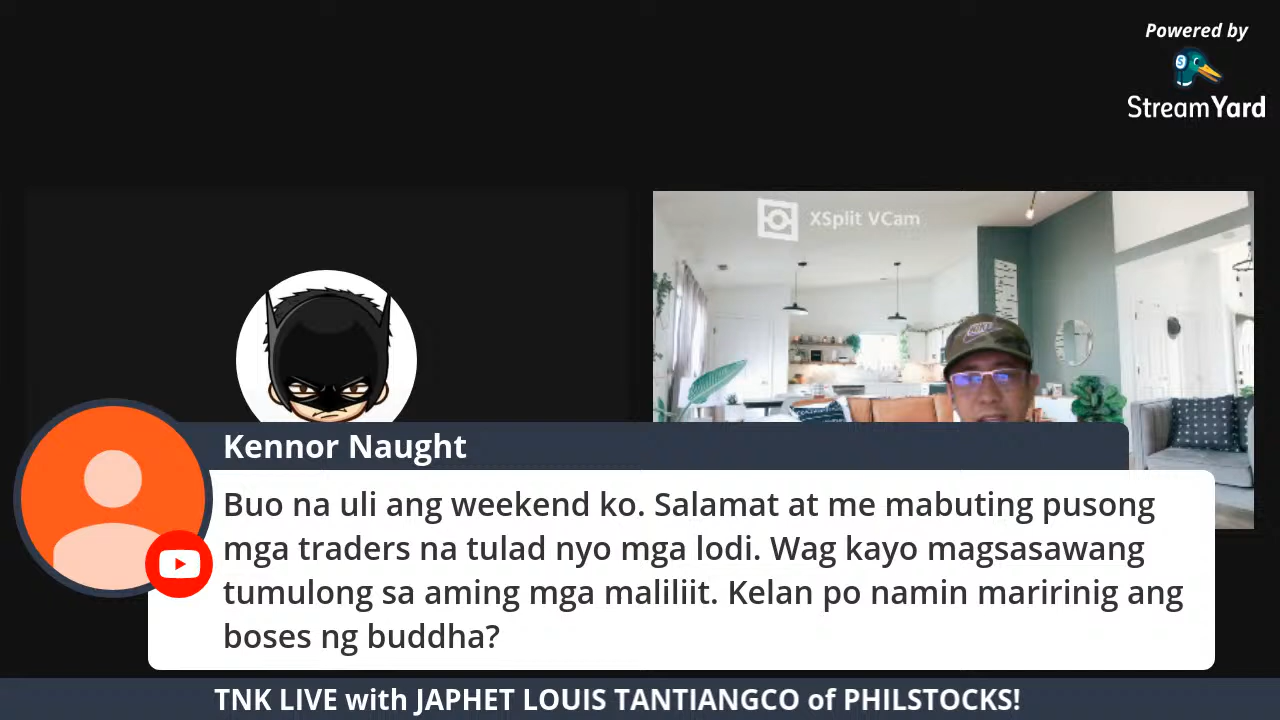 Powered by
S
StreamYard
XSplit VCam
NIKE
Kennor Naught
Buo na uli ang weekend ko. Salamat at me mabuting pusong
mga traders na tulad nyo mga lodi. Wag kayo magsasawang
tumulong sa aming mga maliliit. Kelan po namin maririnig ang
boses ng buddha?
TNK LIVE with JAPHET LOUIS TANTIANGCO of PHILSTOCKS!